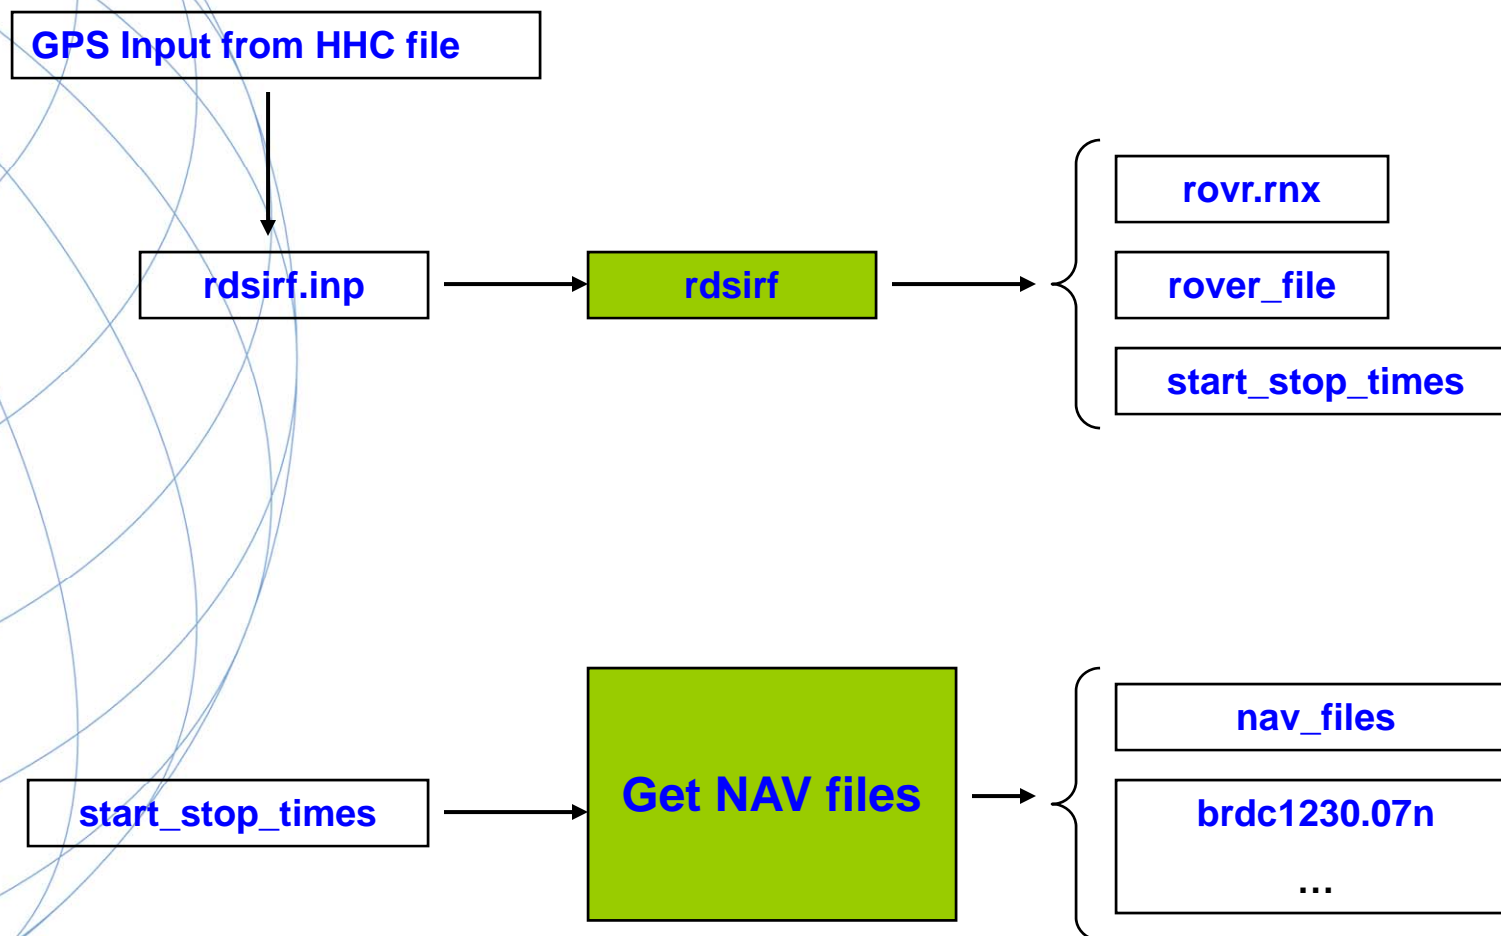 GPS Input from HHC file
rovr.rnx
rdsirf.inp
rdsirf
rover_file
start_stop_times
nav_files
start_stop_times
Get NAV files
brdc1230.07n
...